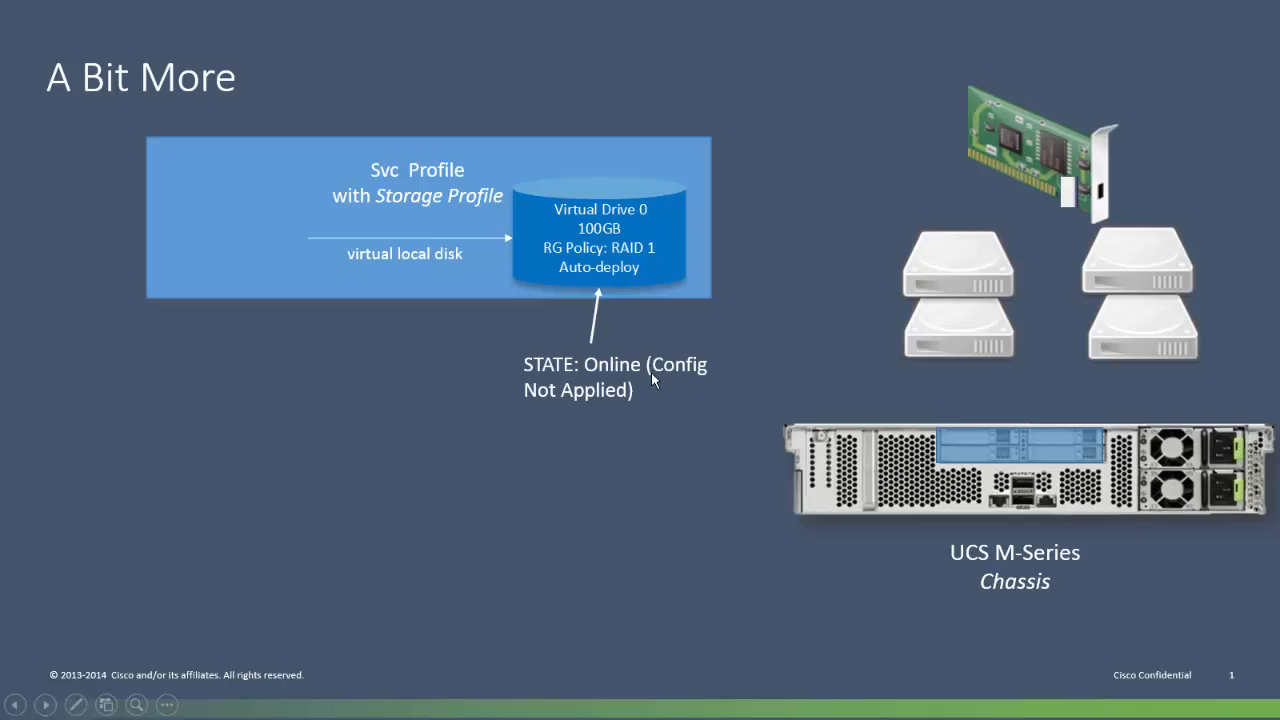 A Bit More
Svc Profile
with Storage Profile
virtual local disk
Virtual Drive 0
100GB
RG Policy: RAID 1
Auto-deploy
STATE: Online (Config
Not Applied)
UCS M-Series
Chassis
© 2013-2014 Cisco and/or its affiliates. All rights reserved.
Cisco Confidential
1